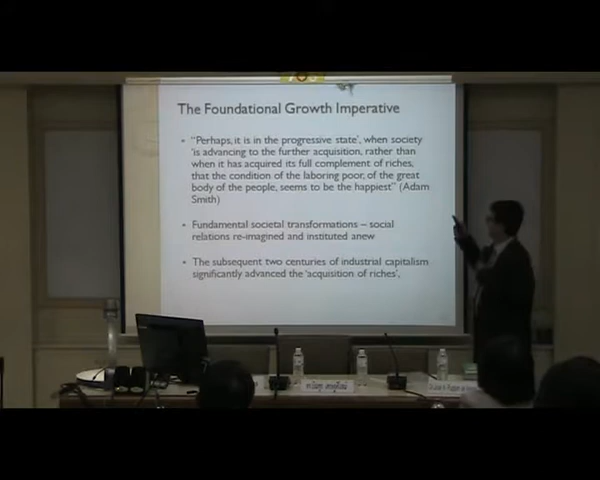 The Foundational Growth Imperative
• "Perhaps, it is in the progressive state', when society
'is advancing to the further acquisition, rather than
when it has acquired its full complement of riches,
that the condition of the laboring poor, of the great
body of the people, seems to be the happiest" (Adam
Smith)
• Fundamental societal transformations – social
relations re-imagined and instituted anew
• The subsequent two centuries of industrial capitalism
significantly advanced the 'acquisition of riches'.